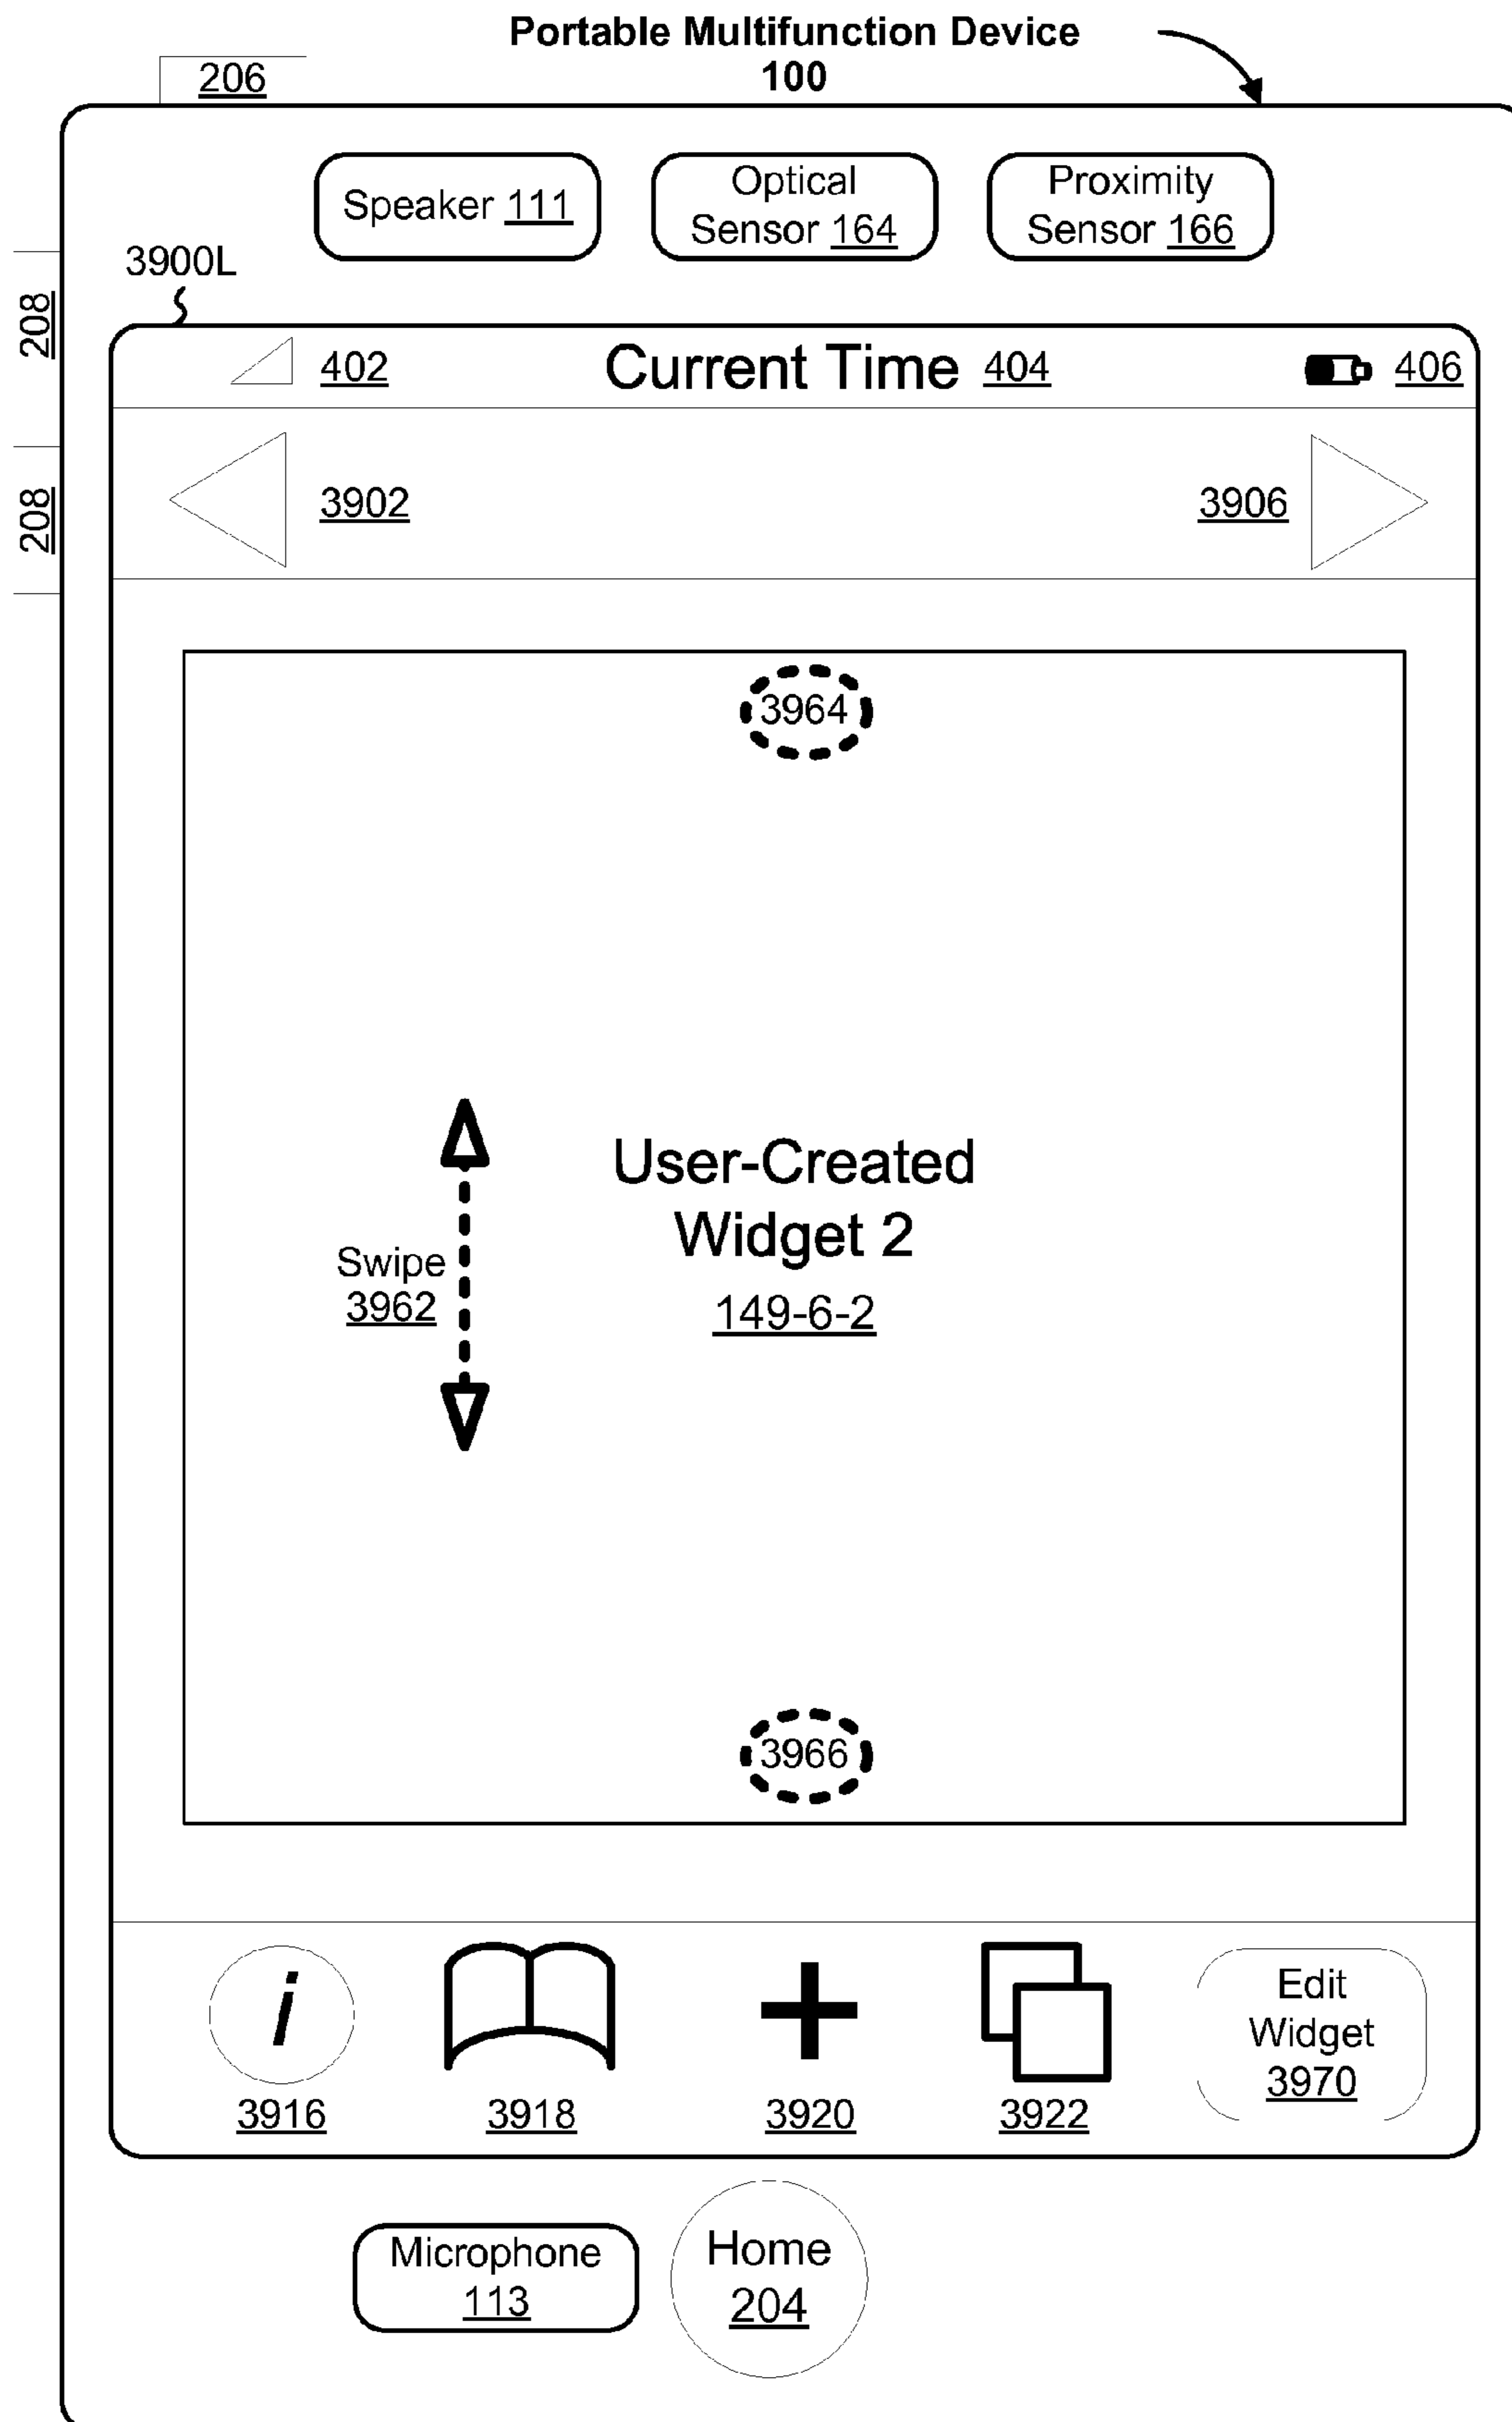 Portable Multifunction Device
100
206
Speaker 111
Optical
Sensor 164
Proximity
Sensor 166
3900L
208
208
402
Current Time 404
406
3902
3906
3964
User-Created
Widget 2
149-6-2
Swipe
3962
3966
i
3916
3918
3920
3922
Edit
Widget
3970
Microphone
113
Home
204